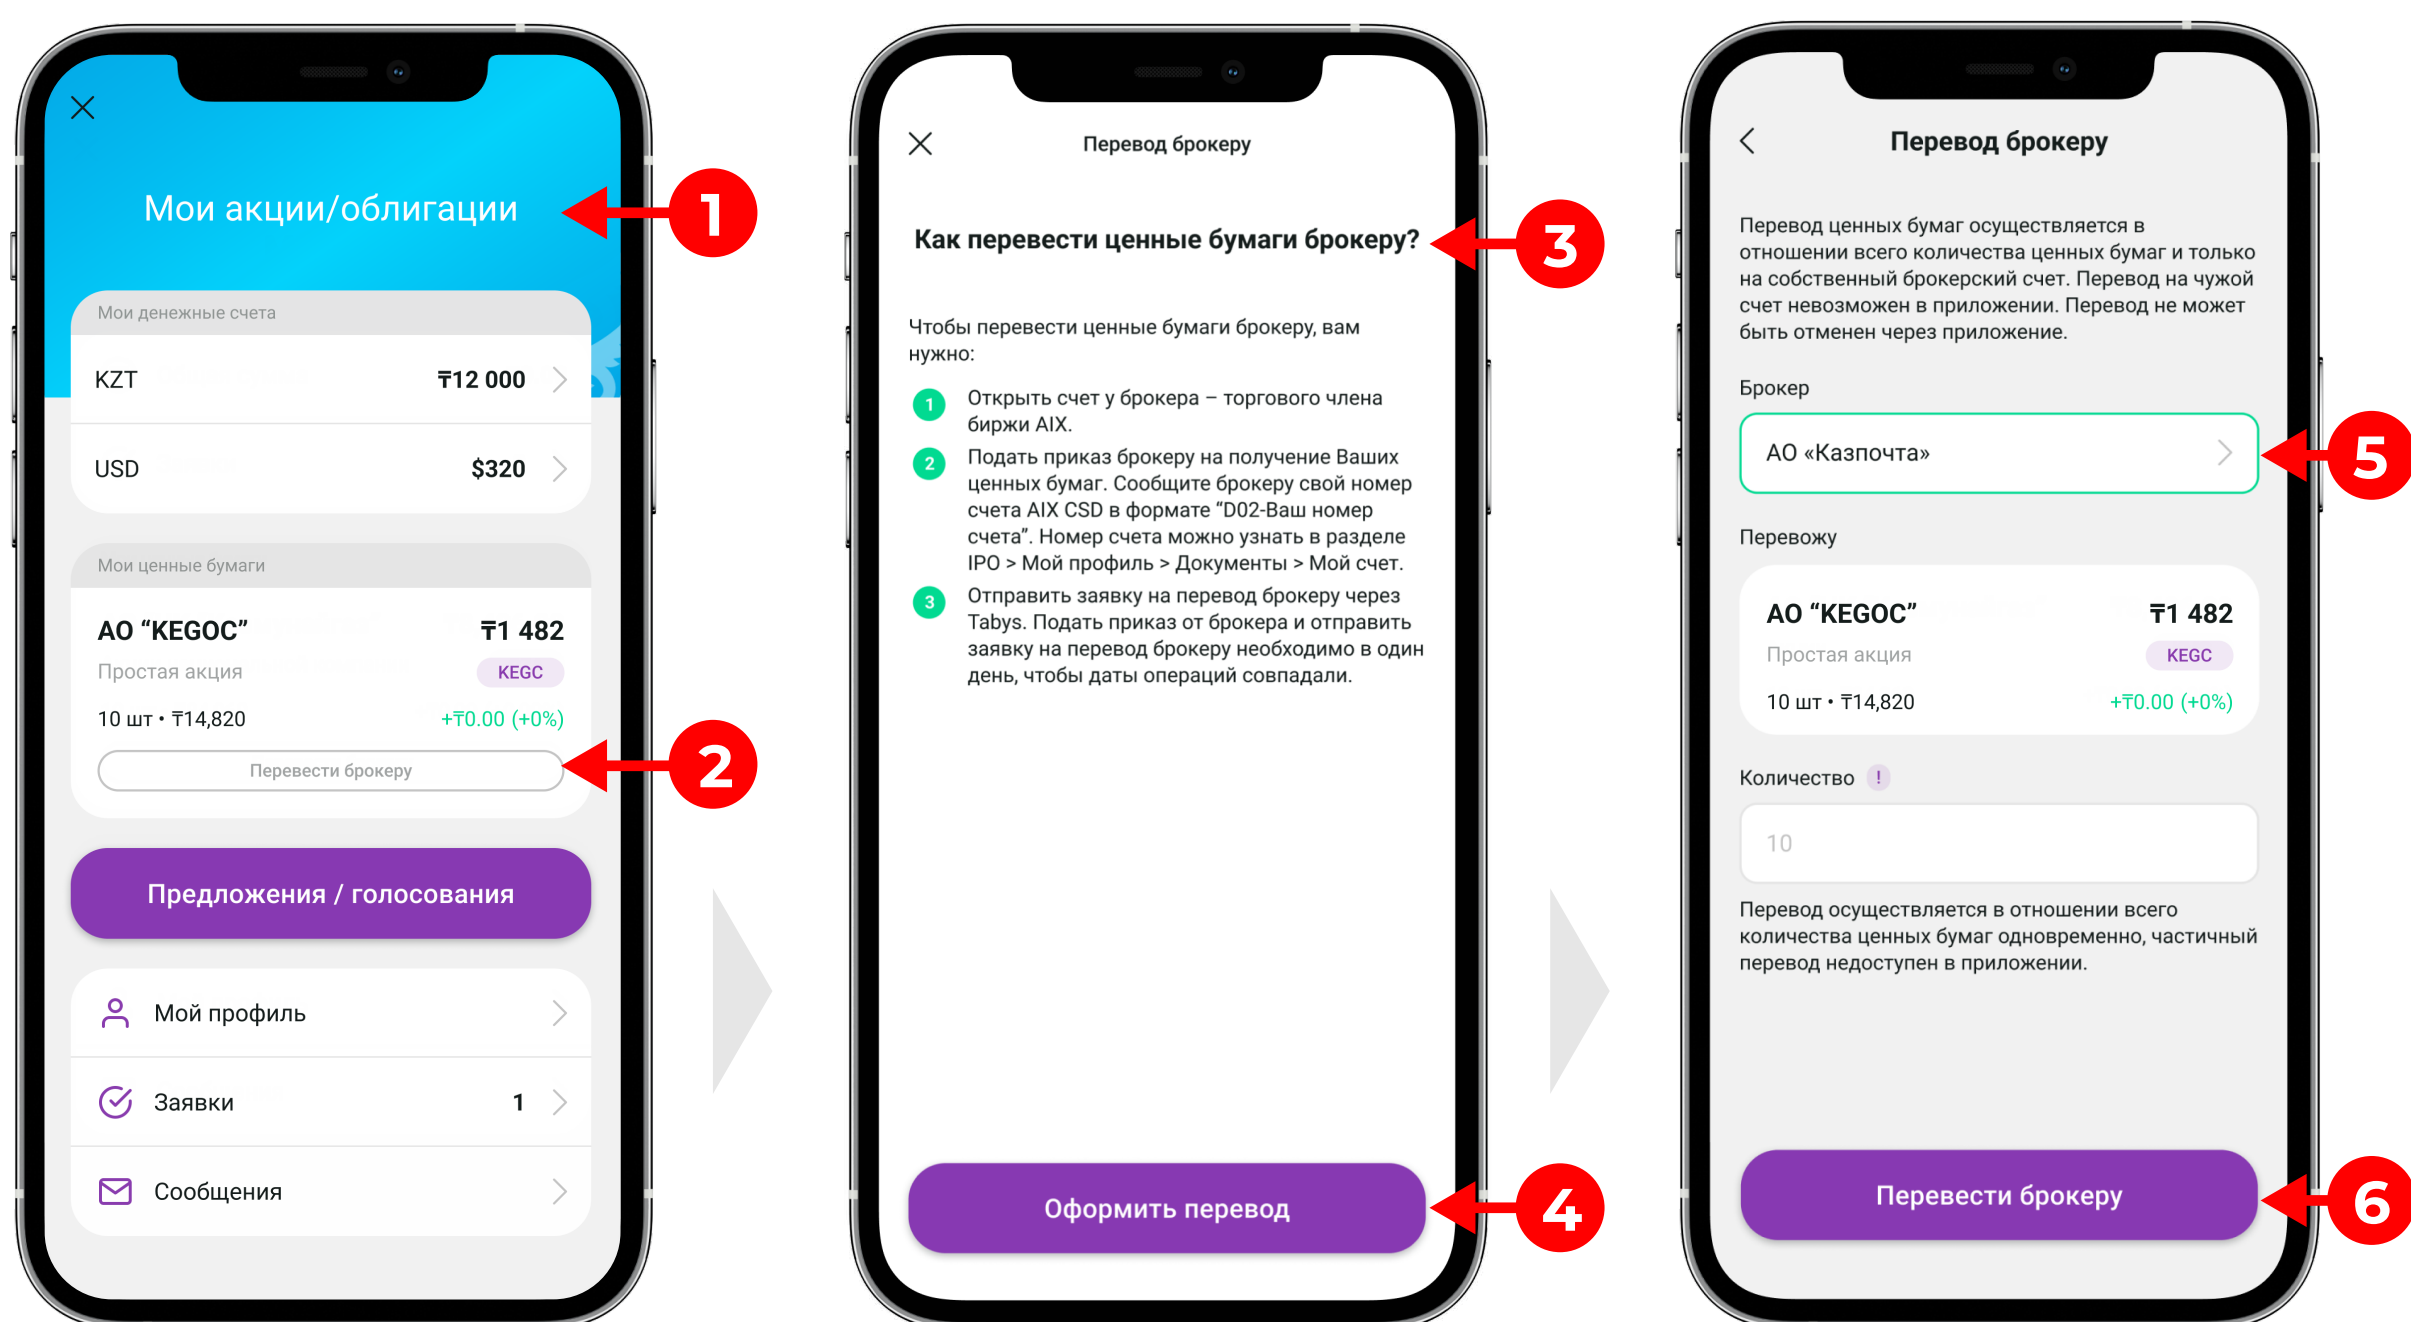 Мои акции/облигации
1
Мои денежные счета
KZT ₸12 000
USD $320
Мои ценные бумаги
АО “KEGOC” ₸1 482
Простая акция KEGC
10 шт • ₸14,820 +₸0.00 (+0%)
Перевести брокеру
2
Предложения / голосования
Мой профиль
Заявки 1
Сообщения
Перевод брокеру
Как перевести ценные бумаги брокеру?
3
Чтобы перевести ценные бумаги брокеру, вам
нужно:
1 Открыть счет у брокера – торгового члена
биржи AIX.
2 Подать приказ брокеру на получение Ваших
ценных бумаг. Сообщите брокеру свой номер
счета AIX CSD в формате “D02-Ваш номер
счета”. Номер счета можно узнать в разделе
IPO > Мой профиль > Документы > Мой счет.
3 Отправить заявку на перевод брокеру через
Tabys. Подать приказ от брокера и отправить
заявку на перевод брокеру необходимо в один
день, чтобы даты операций совпадали.
Оформить перевод
4
Перевод брокеру
Перевод ценных бумаг осуществляется в
отношении всего количества ценных бумаг и только
на собственный брокерский счет. Перевод на чужой
счет невозможен в приложении. Перевод не может
быть отменен через приложение.
Брокер
АО «Казпочта»
5
Перевожу
АО “KEGOC” ₸1 482
Простая акция KEGC
10 шт • ₸14,820 +₸0.00 (+0%)
Количество !
10
Перевод осуществляется в отношении всего
количества ценных бумаг одновременно, частичный
перевод недоступен в приложении.
Перевести брокеру
6